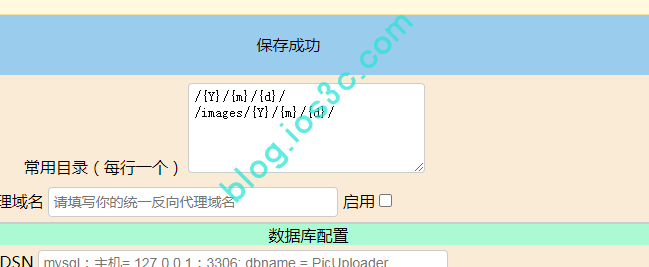 保存成功
/{Y}/{m}/{d}/
/images/{Y}/{m}/{d}/
常用目录（每行一个）
理域名 请填写你的统一反向代理域名 启用
数据库配置
DSN mysql：主机= 127.0.0.1：3306; dbname = PicUploader
blog.ios3c.com